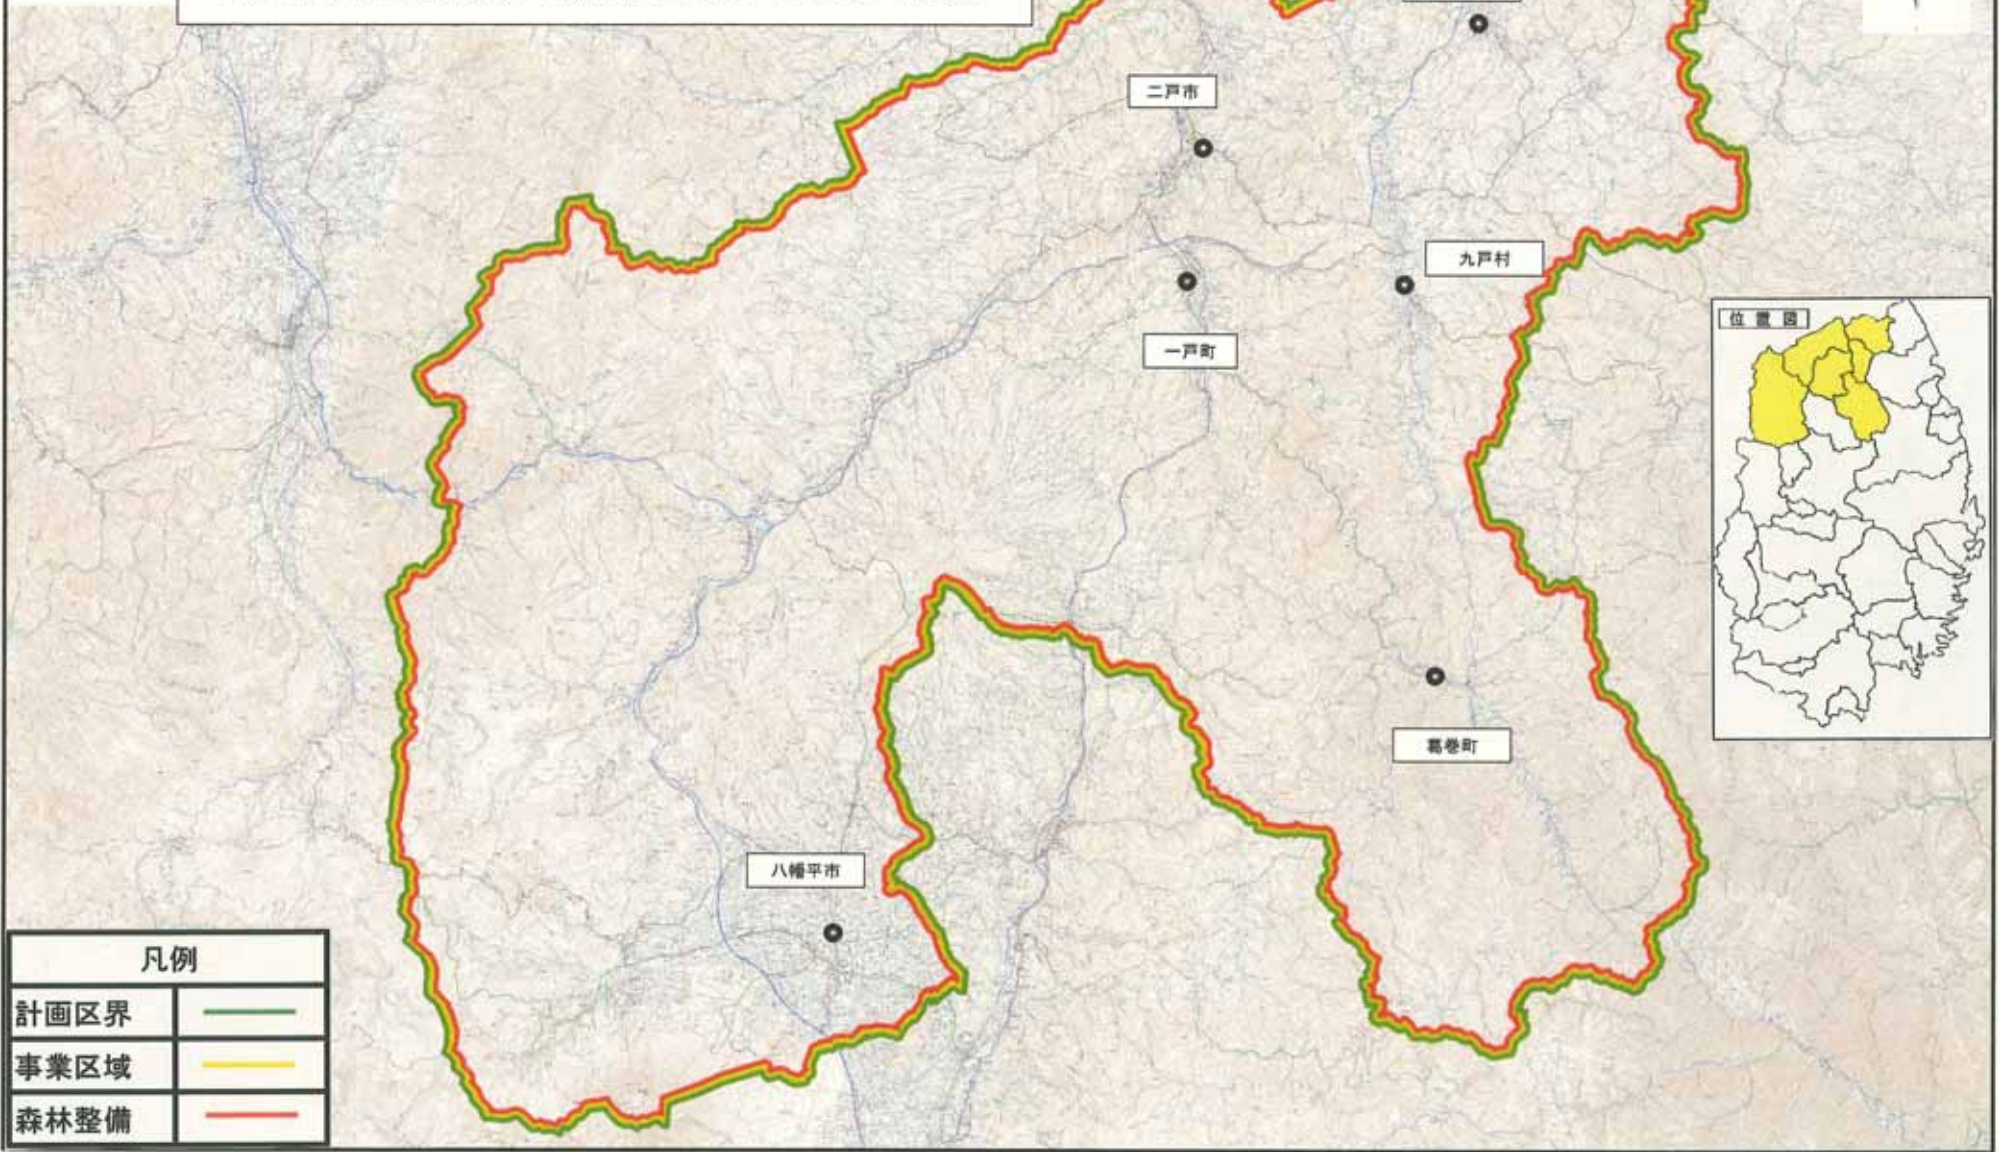 二戸市
九戸村
位置図
一戸町
葛巻町
八幡平市
凡例
計画区界
事業区域
森林整備